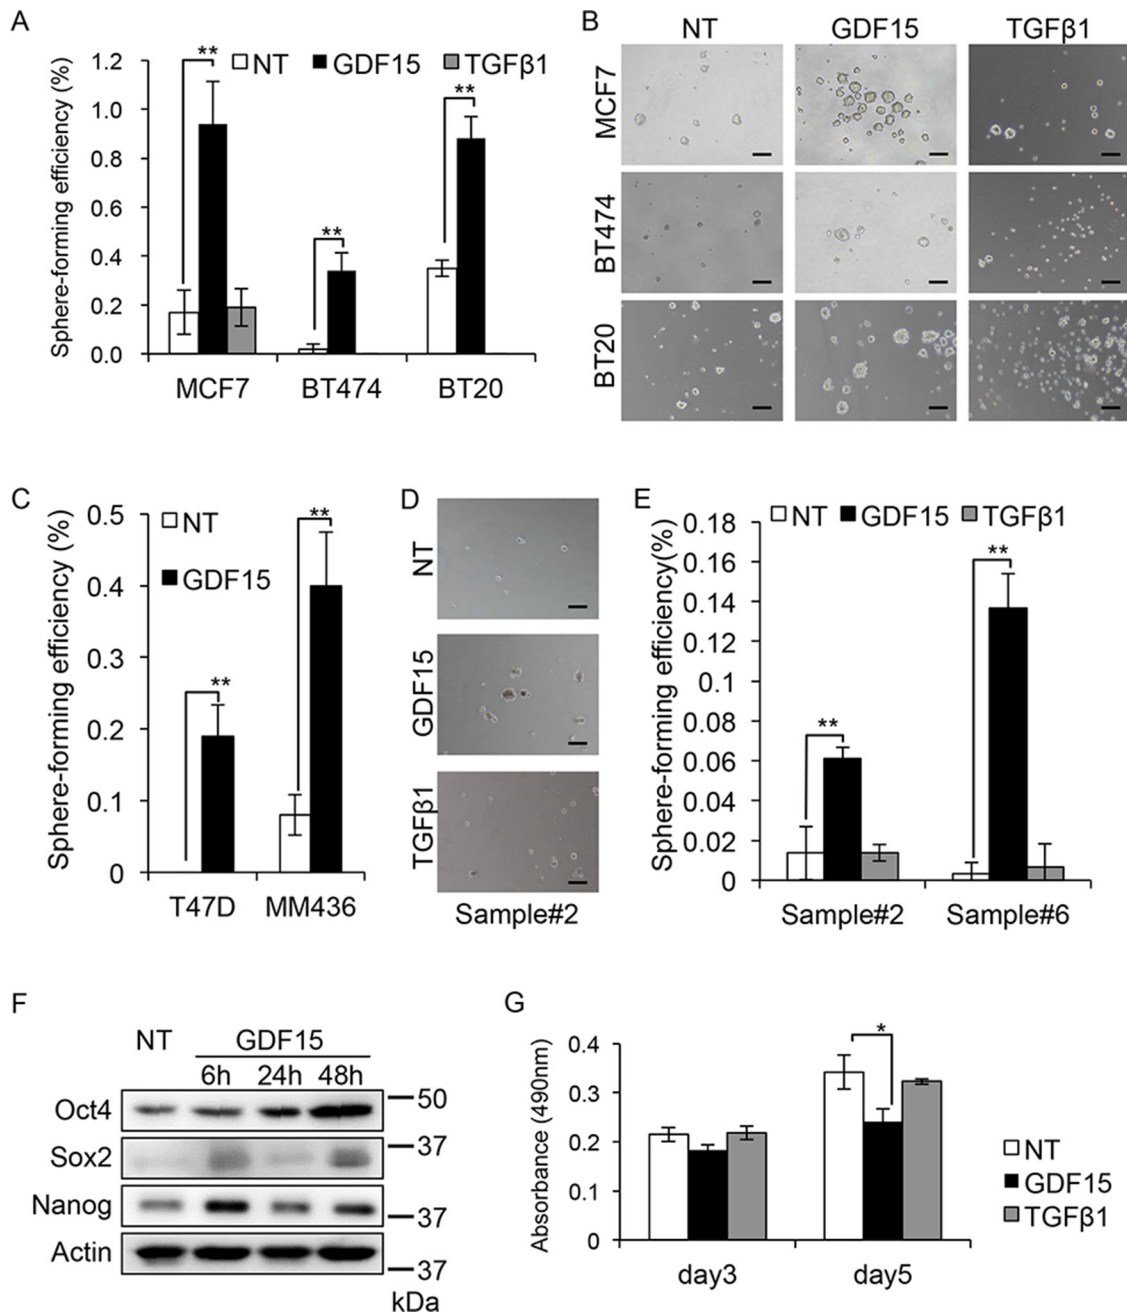 A
Sphere-forming efficiency (%)
1.2
1.0
0.8
0.6
0.4
0.2
0.0
NT GDF15 TGFβ1
** ** **
MCF7 BT474 BT20
B
NT GDF15 TGFβ1
MCF7
BT474
BT20
C
Sphere-forming efficiency (%)
0.5
0.4
0.3
0.2
0.1
0
NT
GDF15
** **
T47D MM436
D
NT
GDF15
TGFβ1
Sample#2
E
Sphere-forming efficiency(%)
0.18
0.16
0.14
0.12
0.1
0.08
0.06
0.04
0.02
0
NT GDF15 TGFβ1
** **
Sample#2 Sample#6
F
NT GDF15
6h 24h 48h
Oct4 50
Sox2 37
Nanog 37
Actin 37
kDa
G
Absorbance (490nm)
0.4
0.3
0.2
0.1
0
*
NT
GDF15
TGFβ1
day3 day5